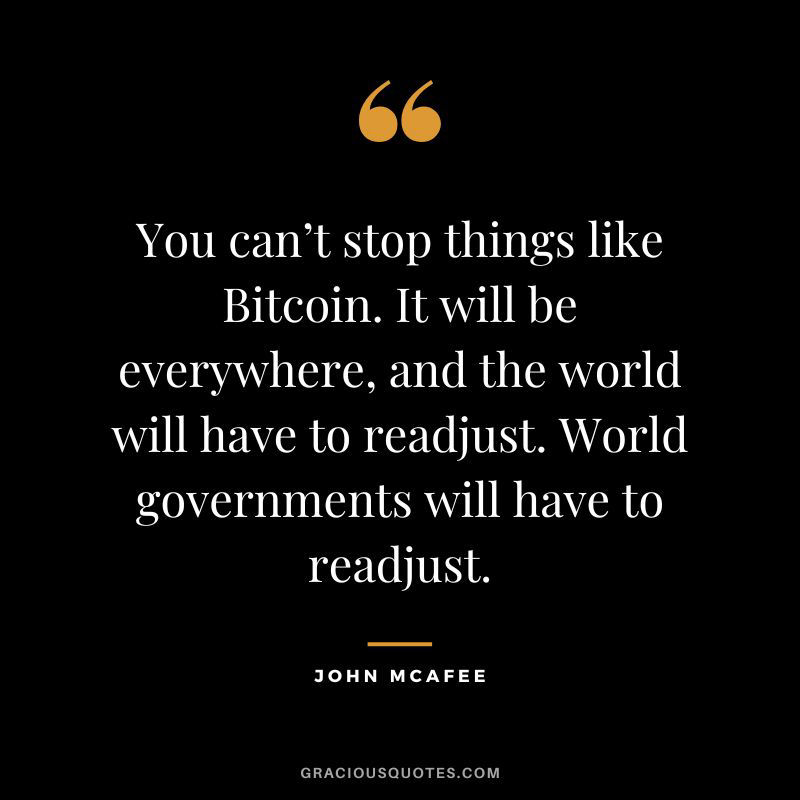 “
You can’t stop things like
Bitcoin. It will be
everywhere, and the world
will have to readjust. World
governments will have to
readjust.
JOHN MCAFEE
GRACIOUSQUOTES.COM